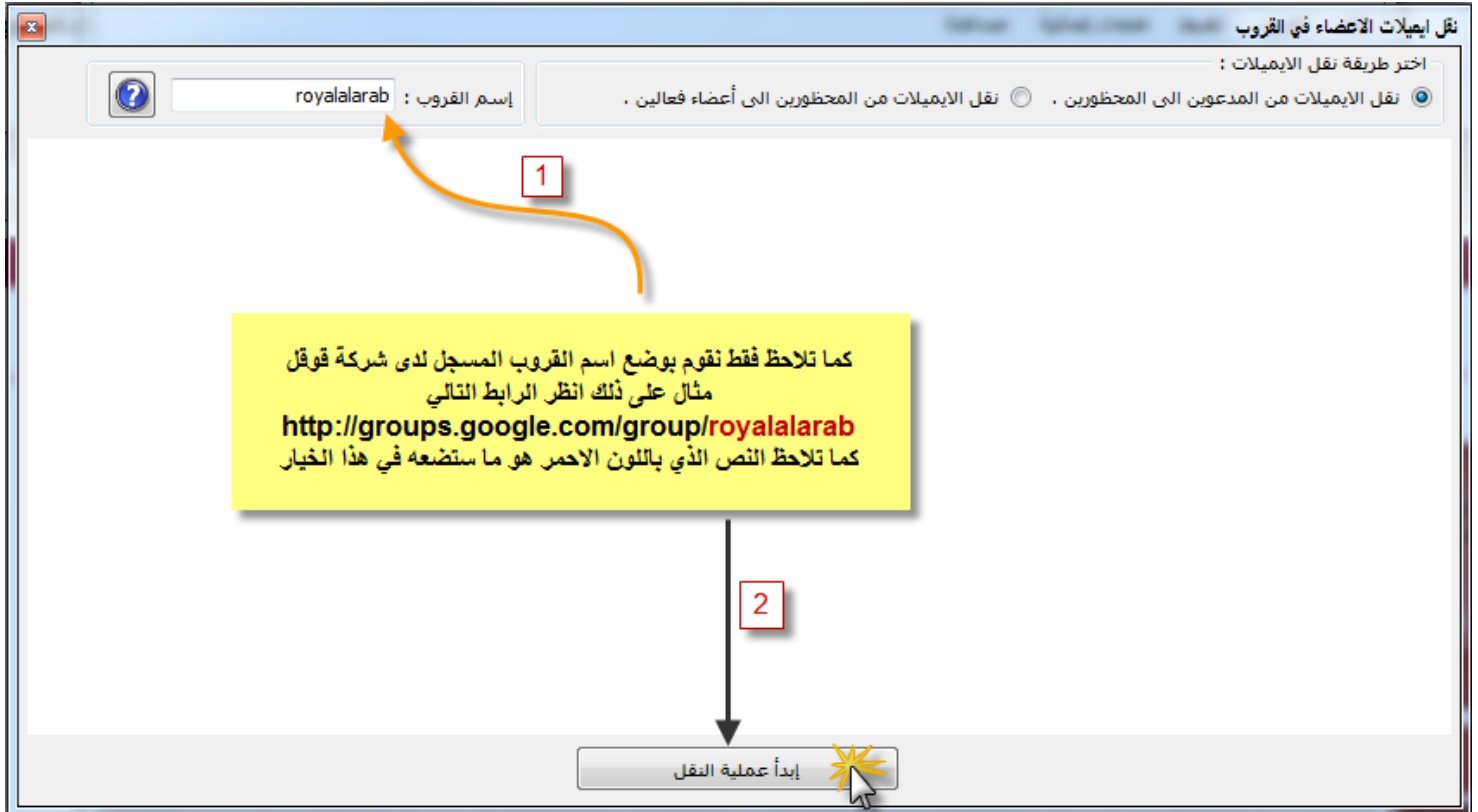 نقل ايميلات الاعضاء في القروب
اختر طريقة نقل الايميلات :
نقل الايميلات من المدعوين الى المحظورين . نقل الايميلات من المحظورين الى أعضاء فعالين .
إسم القروب : royalalarab
1
كما تلاحظ فقط نقوم بوضع اسم القروب المسجل لدى شركة قوقل
مثال على ذلك انظر الرابط التالي
http://groups.google.com/group/royalalarab
كما تلاحظ النص الذي باللون الاحمر هو ما ستضعه في هذا الخيار
2
إبدأ عملية النقل